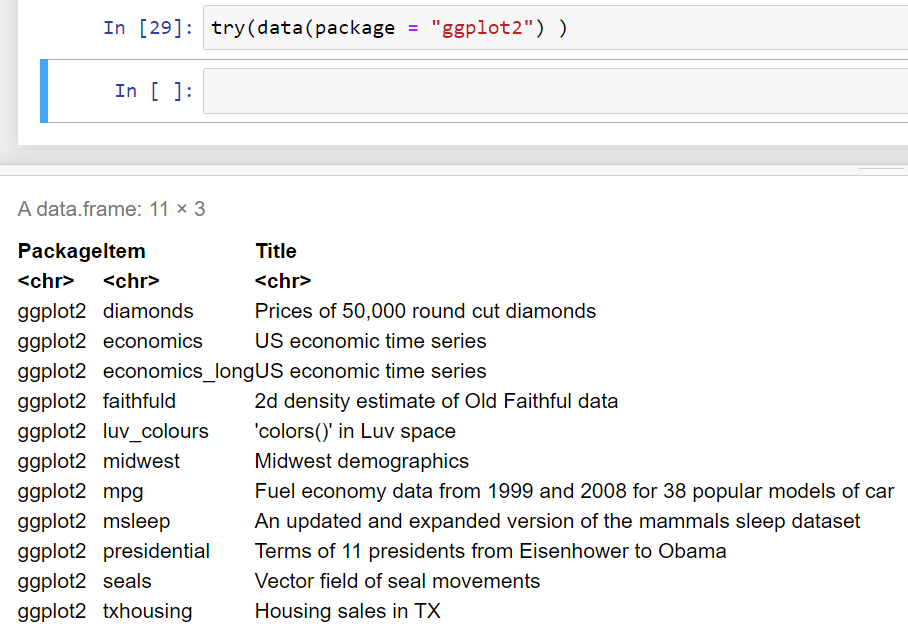 In [29]: try(data(package = "ggplot2") )
In [ ]:
A data.frame: 11 × 3
Package Item Title
<chr> <chr> <chr>
ggplot2 diamonds Prices of 50,000 round cut diamonds
ggplot2 economics US economic time series
ggplot2 economics_long US economic time series
ggplot2 faithfuld 2d density estimate of Old Faithful data
ggplot2 luv_colours 'colors()' in Luv space
ggplot2 midwest Midwest demographics
ggplot2 mpg Fuel economy data from 1999 and 2008 for 38 popular models of car
ggplot2 msleep An updated and expanded version of the mammals sleep dataset
ggplot2 presidential Terms of 11 presidents from Eisenhower to Obama
ggplot2 seals Vector field of seal movements
ggplot2 txhousing Housing sales in TX